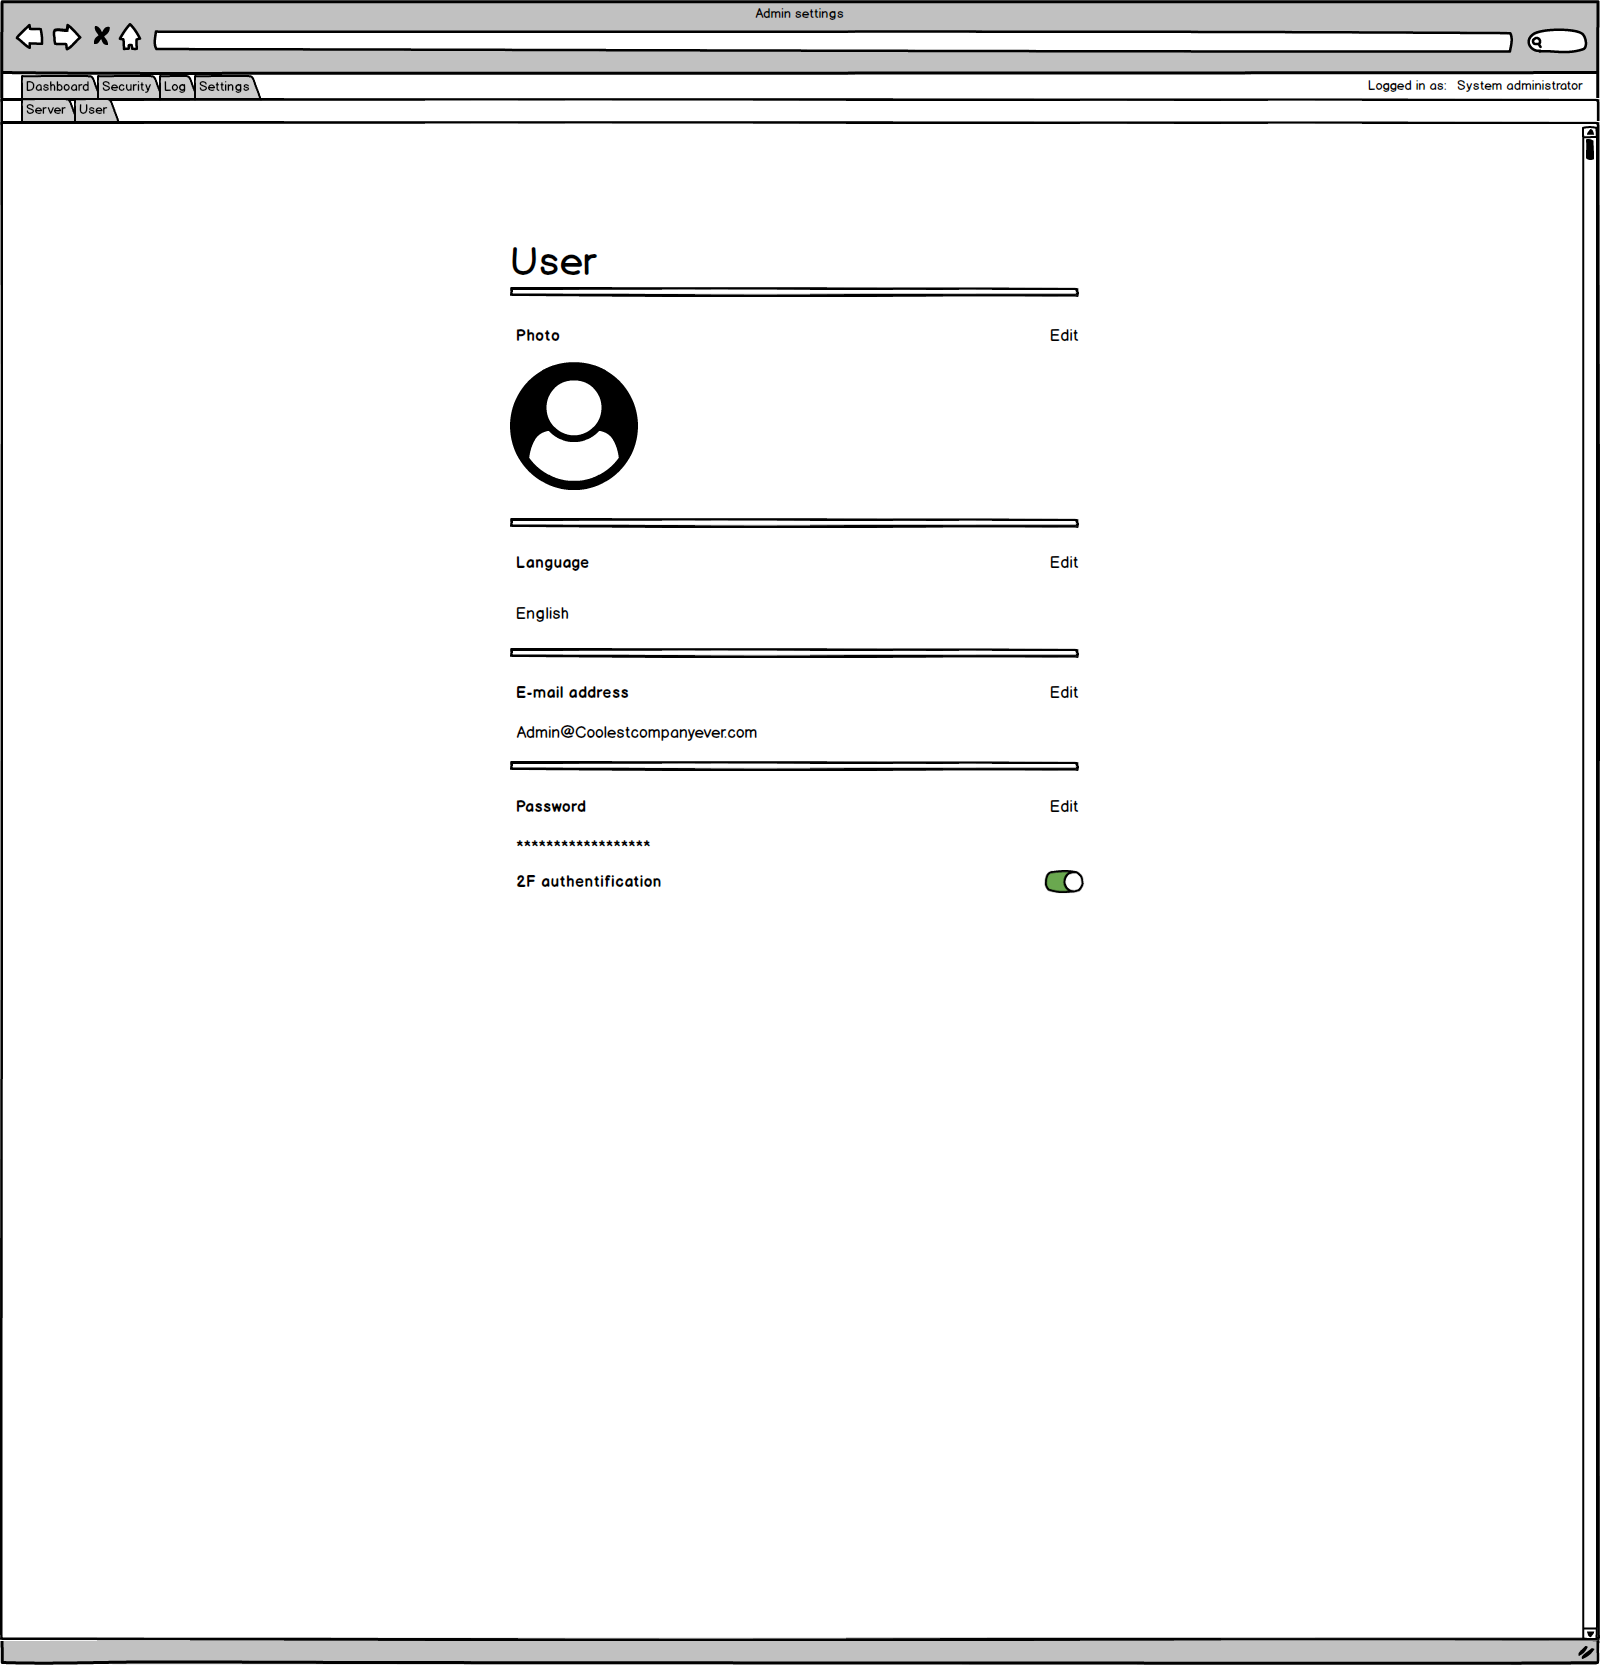 Admin settings
Dashboard Security Log Settings Logged in as: System administrator
Server User
User
Photo Edit
Language Edit
English
E-mail address Edit
Admin@Coolestcompanyever.com
Password Edit
******************
2F authentification